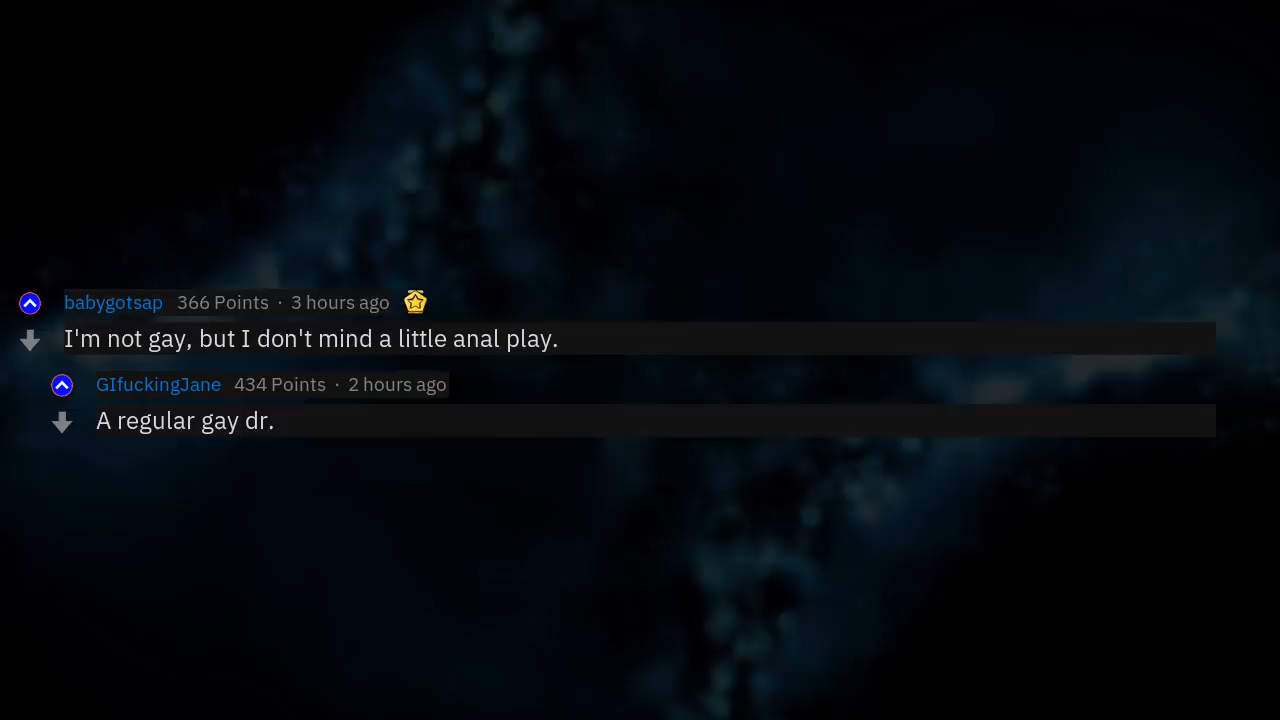 babygotsap 366 Points · 3 hours ago
I'm not gay, but I don't mind a little anal play.
GIfuckingJane 434 Points · 2 hours ago
A regular gay dr.